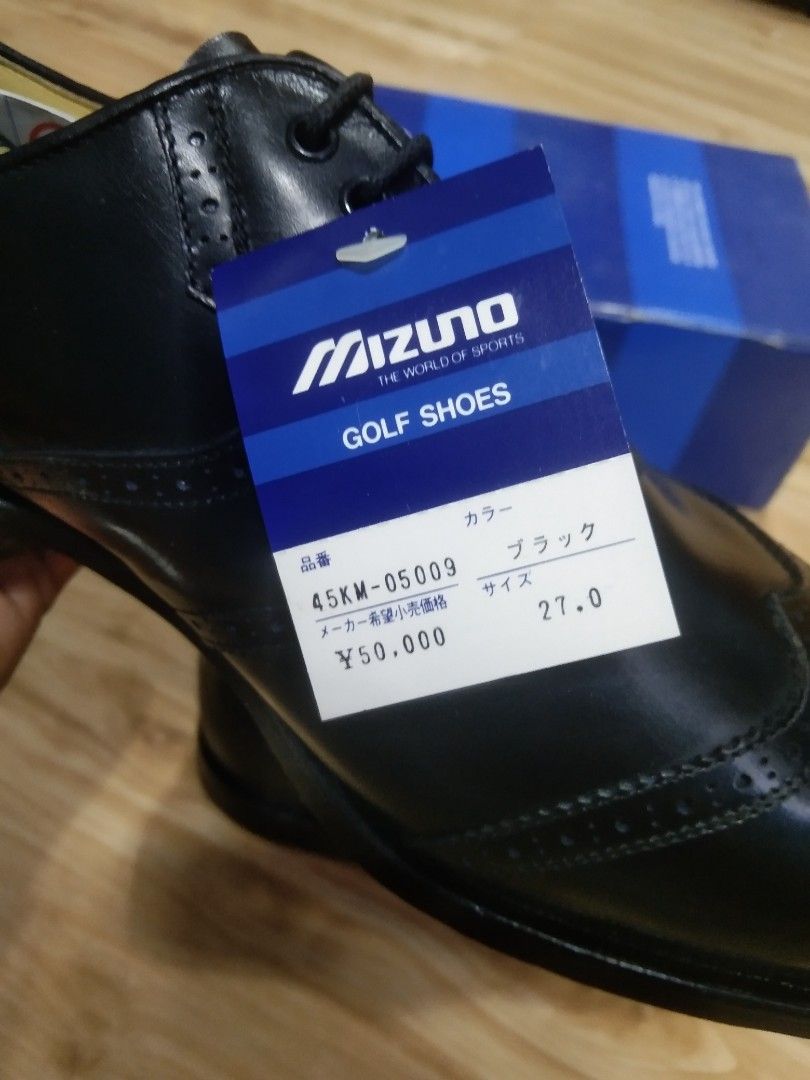 MIZUNO
THE WORLD OF SPORTS
GOLF SHOES
品番
45KM-05009
メーカー希望小売価格
¥50,000
カラー
ブラック
サイズ
27.0